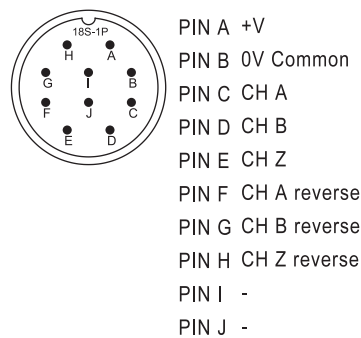 18S-1P
H A
G I B
F J C
E D
PIN A +V
PIN B 0V Common
PIN C CH A
PIN D CH B
PIN E CH Z
PIN F CH A reverse
PIN G CH B reverse
PIN H CH Z reverse
PIN I -
PIN J -